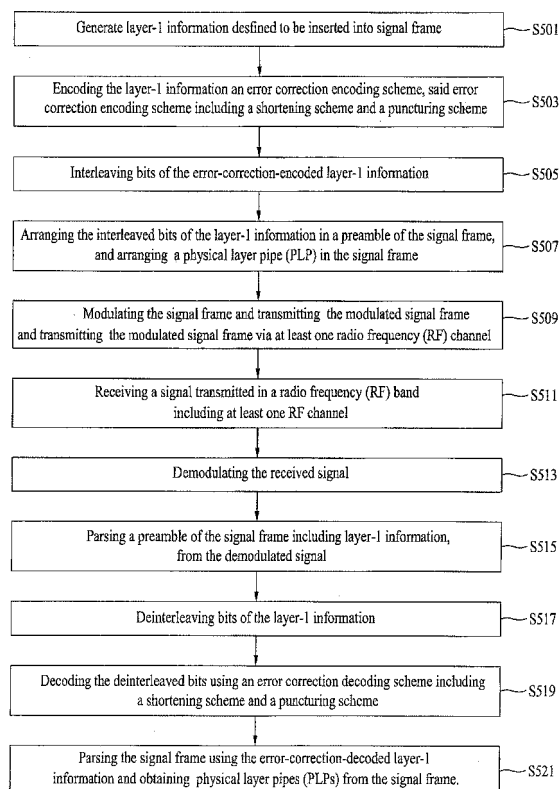 Generate layer-1 information desfined to be inserted into signal frame
S501
Encoding the layer-1 information an error correction encoding scheme, said error
correction encoding scheme including a shortening scheme and a puncturing scheme
S503
Interleaving bits of the error-correction-encoded layer-1 information
S505
Arranging the interleaved bits of the layer-1 information in a preamble of the signal frame,
and arranging a physical layer pipe (PLP) in the signal frame
S507
Modulating the signal frame and transmitting the modulated signal frame
and transmitting the modulated signal frame via at least one radio frequency (RF) channel
S509
Receiving a signal transmitted in a radio frequency (RF) band
including at least one RF channel
S511
Demodulating the received signal
S513
Parsing a preamble of the signal frame including layer-1 information,
from the demodulated signal
S515
Deinterleaving bits of the layer-1 information
S517
Decoding the deinterleaved bits using an error correction decoding scheme including
a shortening scheme and a puncturing scheme
S519
Parsing the signal frame using the error-correction-decoded layer-1
information and obtaining physical layer pipes (PLPs) from the signal frame.
S521